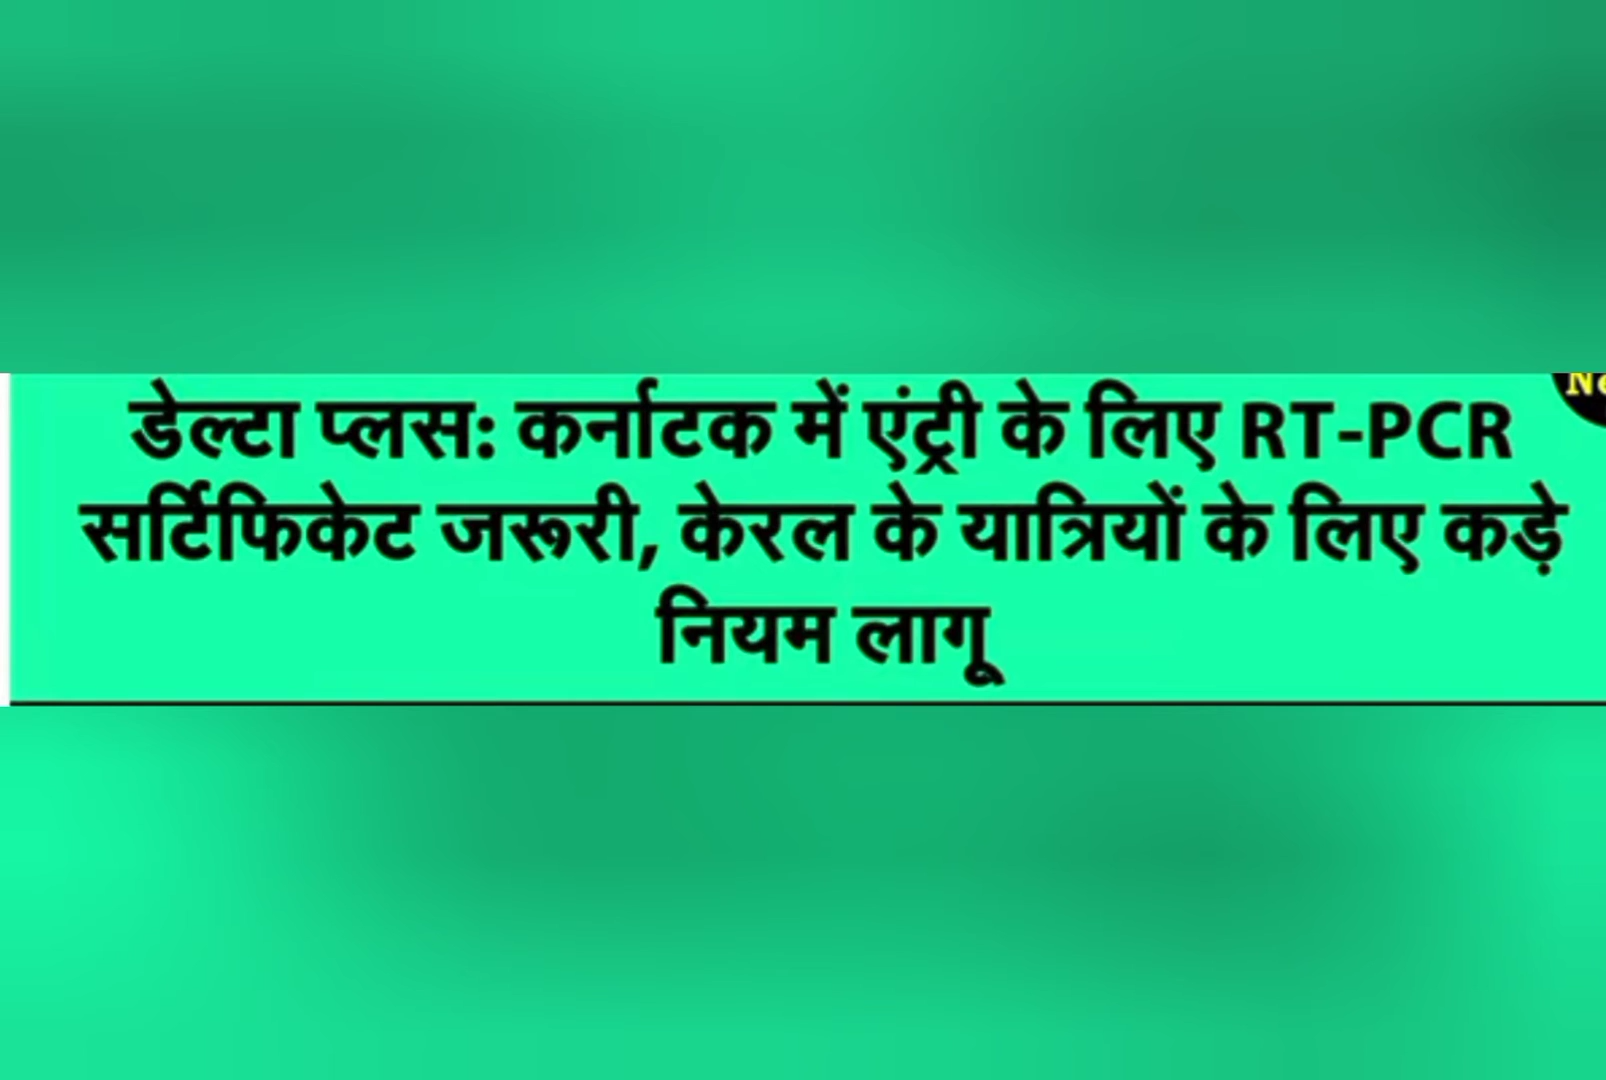 डेल्टा प्लस: कर्नाटक में एंट्री के लिए RT-PCR
सर्टिफिकेट जरूरी, केरल के यात्रियों के लिए कड़े
नियम लागू